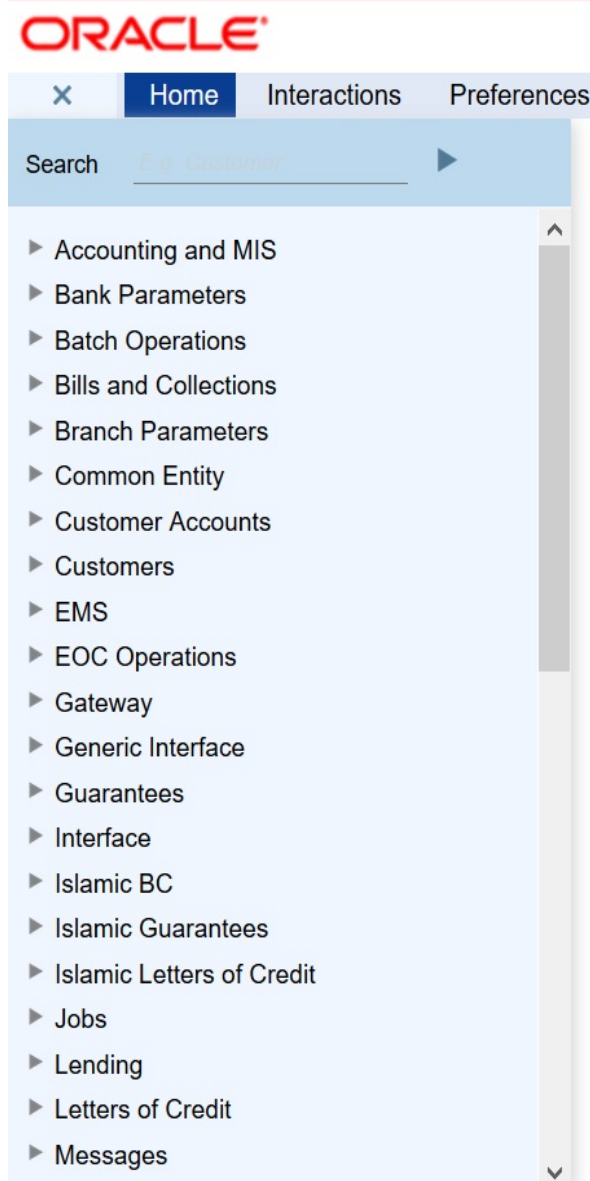 ORACLE
Home Interactions Preferences
Search E.g. Customer
Accounting and MIS
Bank Parameters
Batch Operations
Bills and Collections
Branch Parameters
Common Entity
Customer Accounts
Customers
EMS
EOC Operations
Gateway
Generic Interface
Guarantees
Interface
Islamic BC
Islamic Guarantees
Islamic Letters of Credit
Jobs
Lending
Letters of Credit
Messages